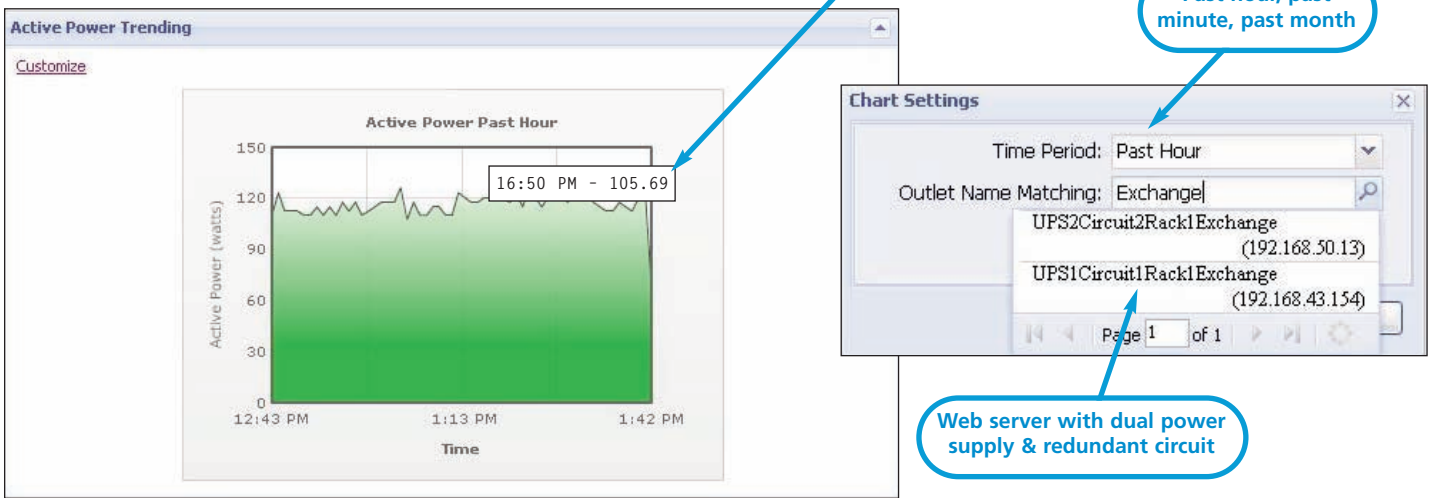 Active Power Trending
Customize
Active Power Past Hour
150
120
90
60
30
0
Active Power (watts)
16:50 PM - 105.69
12:43 PM
1:13 PM
1:42 PM
Time
minute, past month
Chart Settings
Time Period: Past Hour
Outlet Name Matching: Exchange
UPS2Circuit2Rack1Exchange
(192.168.50.13)
UPS1Circuit1Rack1Exchange
(192.168.43.154)
Page 1 of 1
Web server with dual power
supply & redundant circuit